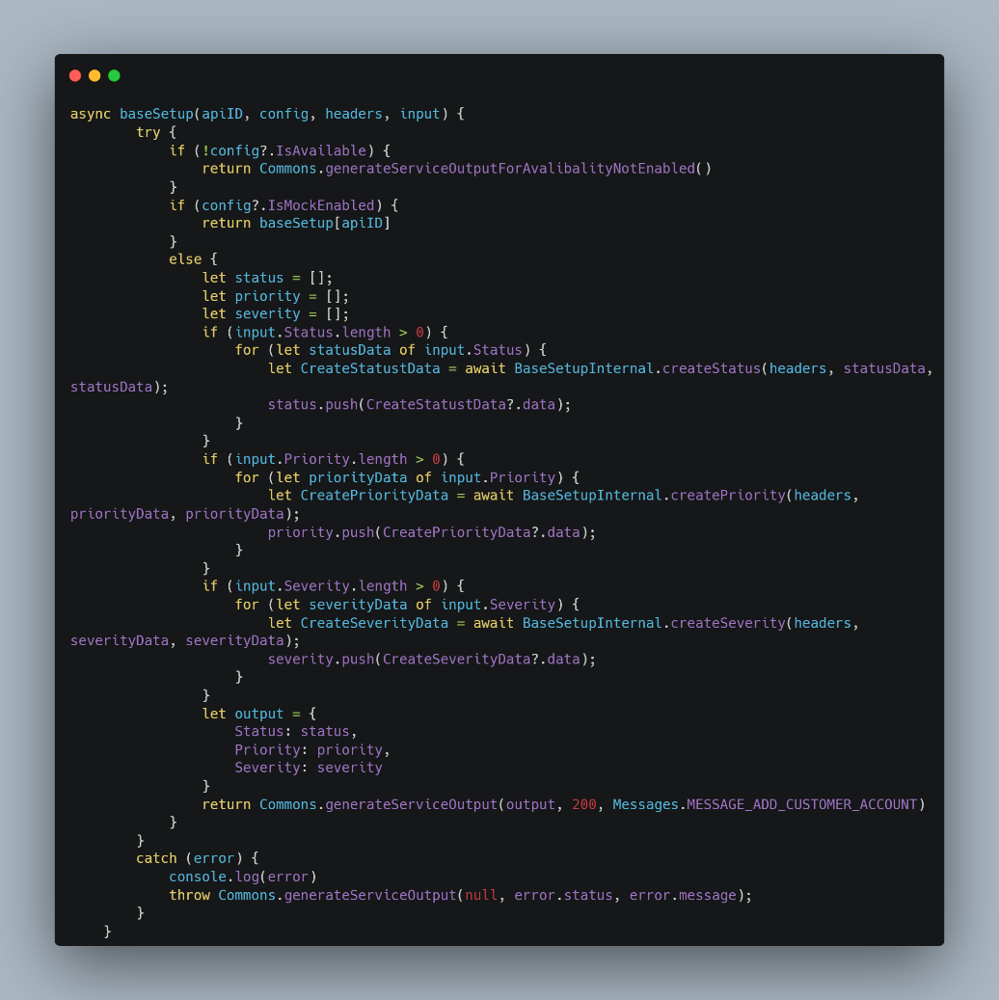 async baseSetup(apiID, config, headers, input) {
        try {
            if (!config?.IsAvailable) {
                return Commons.generateServiceOutputForAvalibalityNotEnabled()
            }
            if (config?.IsMockEnabled) {
                return baseSetup[apiID]
            }
            else {
                let status = [];
                let priority = [];
                let severity = [];
                if (input.Status.length > 0) {
                    for (let statusData of input.Status) {
                        let CreateStatustData = await BaseSetupInternal.createStatus(headers, statusData,
statusData);
                        status.push(CreateStatustData?.data);
                    }
                }
                if (input.Priority.length > 0) {
                    for (let priorityData of input.Priority) {
                        let CreatePriorityData = await BaseSetupInternal.createPriority(headers,
priorityData, priorityData);
                        priority.push(CreatePriorityData?.data);
                    }
                }
                if (input.Severity.length > 0) {
                    for (let severityData of input.Severity) {
                        let CreateSeverityData = await BaseSetupInternal.createSeverity(headers,
severityData, severityData);
                        severity.push(CreateSeverityData?.data);
                    }
                }
                let output = {
                    Status: status,
                    Priority: priority,
                    Severity: severity
                }
                return Commons.generateServiceOutput(output, 200, Messages.MESSAGE_ADD_CUSTOMER_ACCOUNT)
            }
        }
        catch (error) {
            console.log(error)
            throw Commons.generateServiceOutput(null, error.status, error.message);
        }
    }